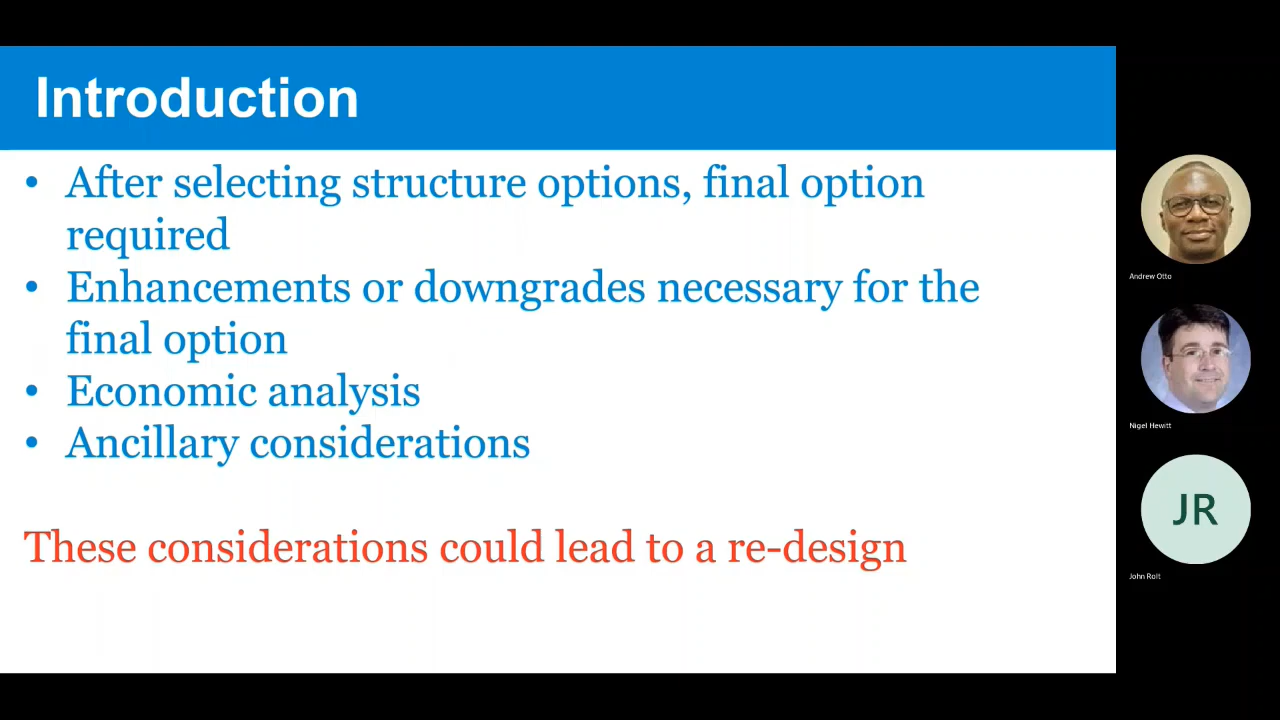 Introduction
• After selecting structure options, final option
required
• Enhancements or downgrades necessary for the
final option
• Economic analysis
• Ancillary considerations
These considerations could lead to a re-design
Andrew Otto
Nigel Hewitt
JR
John Rolt